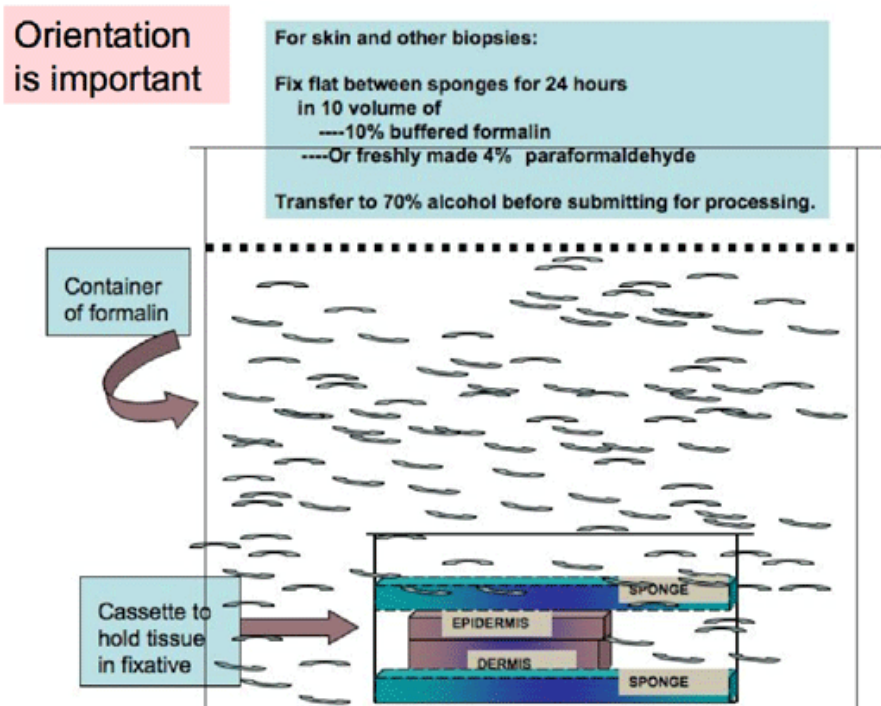 Orientation
is important
For skin and other biopsies:
Fix flat between sponges for 24 hours
in 10 volume of
----10% buffered formalin
----Or freshly made 4% paraformaldehyde
Transfer to 70% alcohol before submitting for processing.
Container
of formalin
Cassette to
hold tissue
in fixative
SPONGE
EPIDERMIS
DERMIS
SPONGE